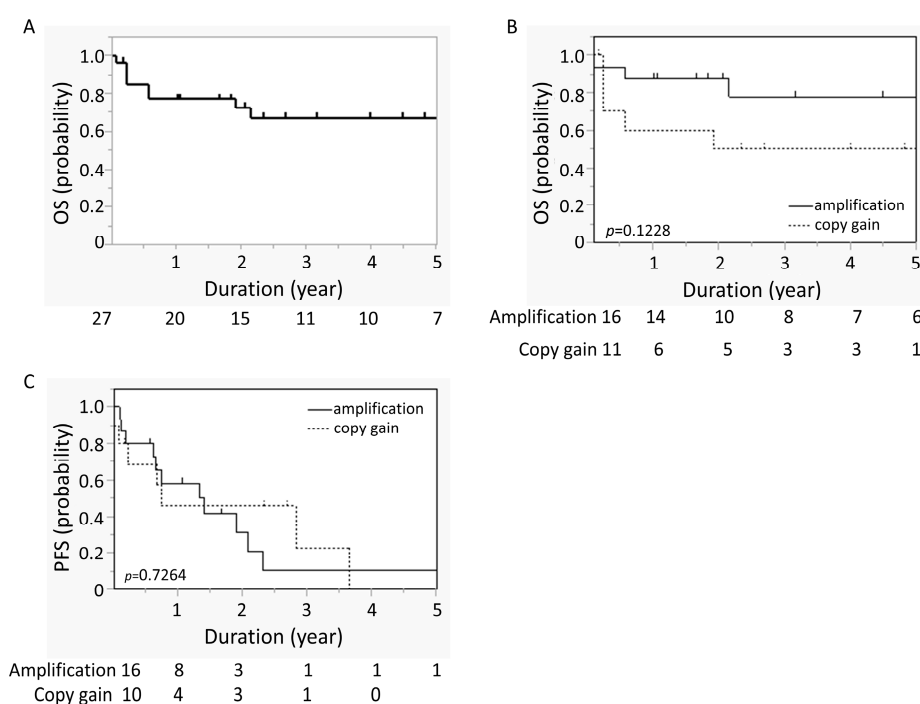 A
OS (probability)
1.0
0.8
0.6
0.4
0.2
0
1 2 3 4 5
Duration (year)
27 20 15 11 10 7
B
OS (probability)
1.0
0.8
0.6
0.4
0.2
0
amplification
copy gain
p=0.1228
1 2 3 4 5
Duration (year)
Amplification 16 14 10 8 7 6
Copy gain 11 6 5 3 3 1
C
PFS (probability)
1.0
0.8
0.6
0.4
0.2
0
amplification
copy gain
p=0.7264
1 2 3 4 5
Duration (year)
Amplification 16 8 3 1 1 1
Copy gain 10 4 3 1 0